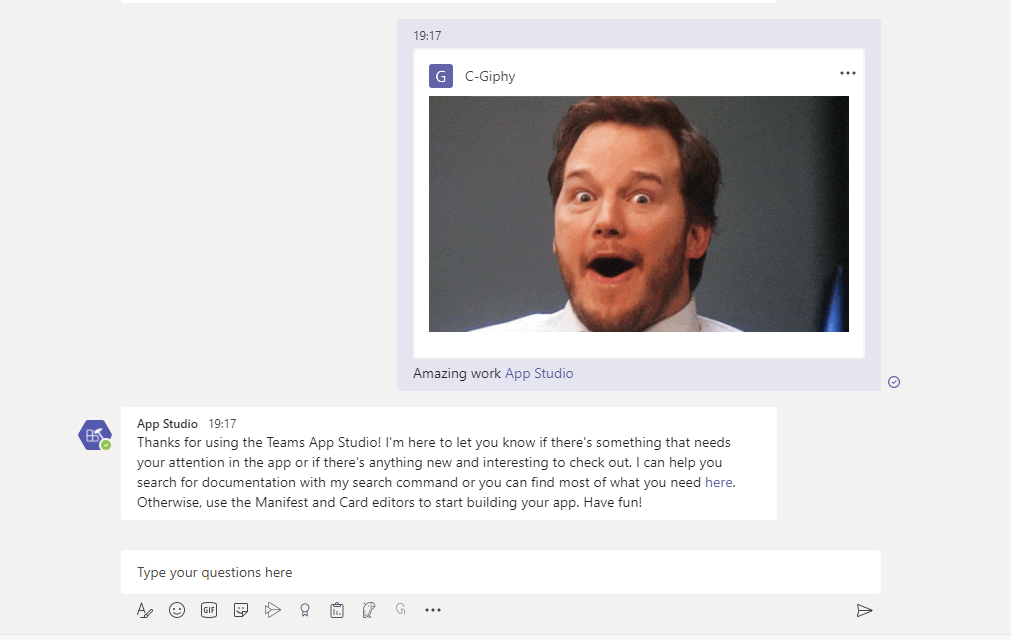 19:17
G C-Giphy
Amazing work App Studio
App Studio 19:17
Thanks for using the Teams App Studio! I'm here to let you know if there's something that needs
your attention in the app or if there's anything new and interesting to check out. I can help you
search for documentation with my search command or you can find most of what you need here.
Otherwise, use the Manifest and Card editors to start building your app. Have fun!
Type your questions here
GIF